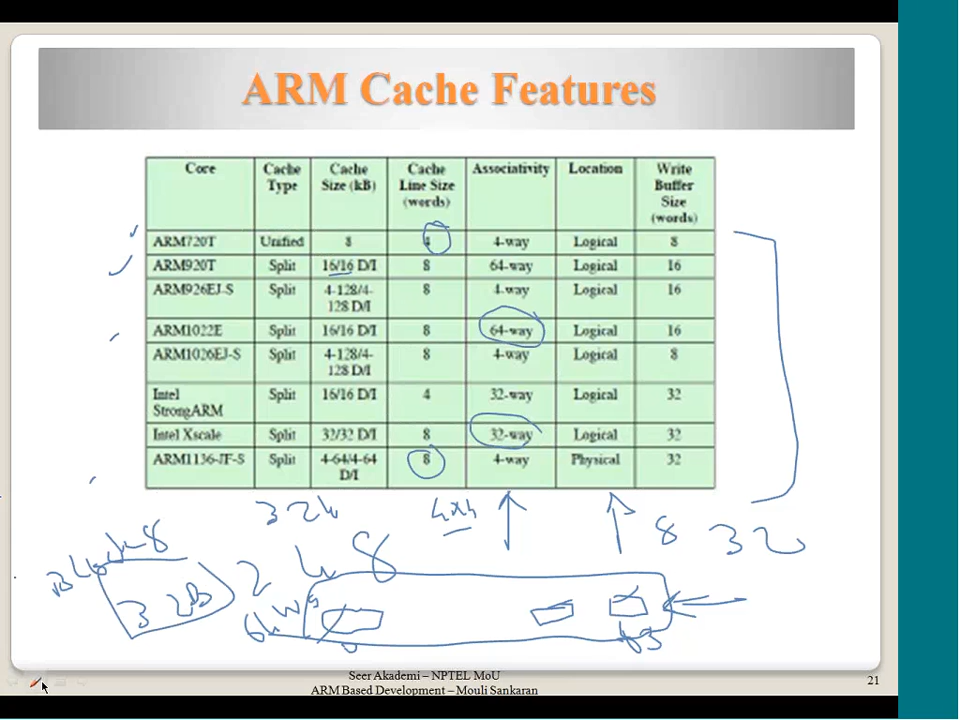 ARM Cache Features
Core Cache Type Cache Size (kB) Cache Line Size (words) Associativity Location Write Buffer Size (words)
ARM720T Unified 8 4 4-way Logical 8
ARM920T Split 16/16 D/I 8 64-way Logical 16
ARM926EJ-S Split 4-128/4-128 D/I 8 4-way Logical 16
ARM1022E Split 16/16 D/I 8 64-way Logical 16
ARM1026EJ-S Split 4-128/4-128 D/I 8 4-way Logical 8
Intel StrongARM Split 16/16 D/I 4 32-way Logical 32
Intel Xscale Split 32/32 D/I 8 32-way Logical 32
ARM1136-JF-S Split 4-64/4-64 D/I 8 4-way Physical 32
4x4
8 32
2 4 8
0 63
Seer Akademi – NPTEL MoU
ARM Based Development – Mouli Sankaran
21